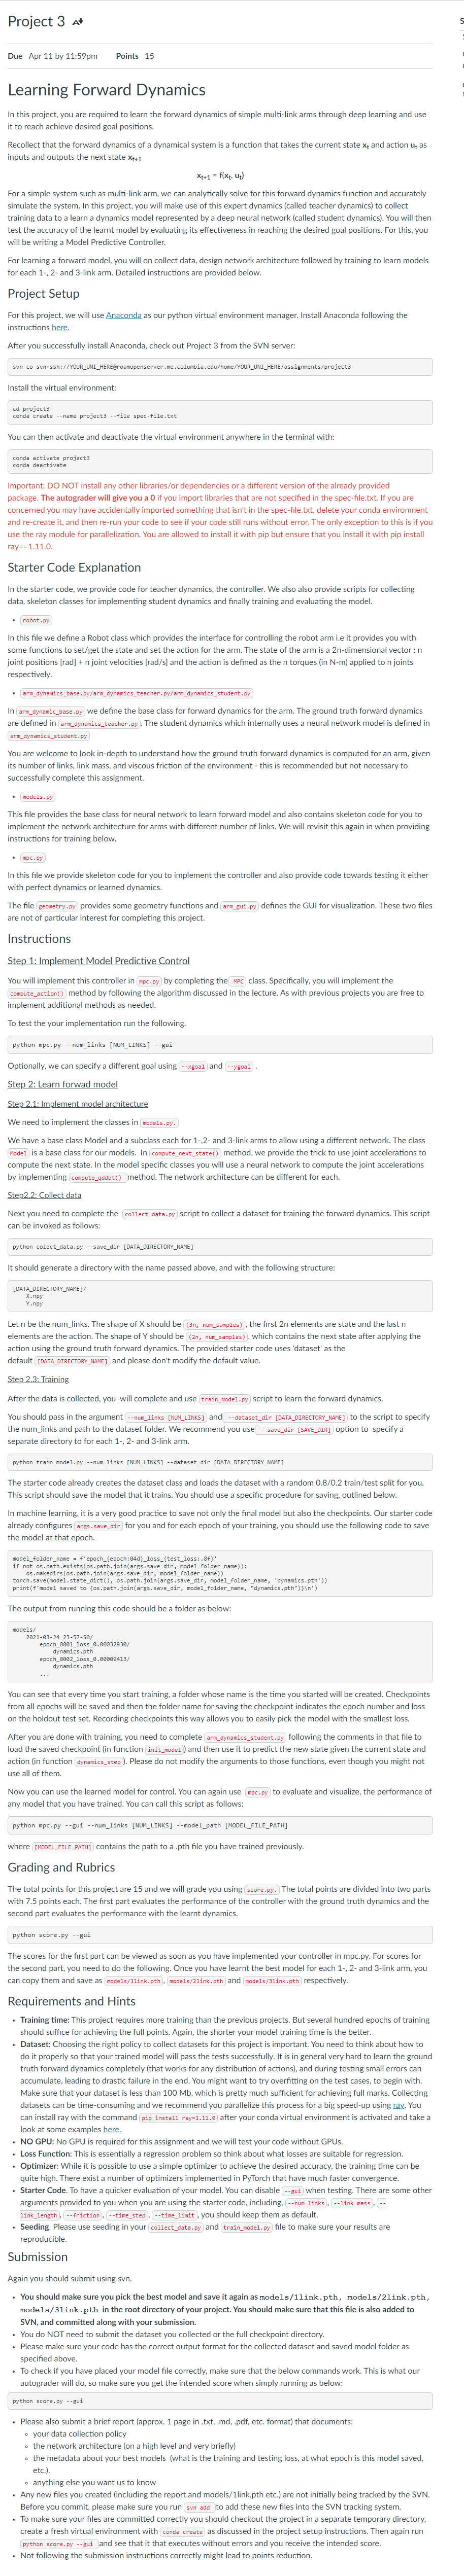 Project 3
Due Apr 11 by 11:59pm Points 15
Learning Forward Dynamics
In this project, you are required to learn the forward dynamics of simple multi-link arms through deep learning and use
it to reach achieve desired goal positions.
Recollect that the forward dynamics of a dynamical system is a function that takes the current state xt and action ut as
inputs and outputs the next state xt+1
xt+1 = f(xt, ut)
For a simple system such as multi-link arm, we can analytically solve for this forward dynamics function and accurately
simulate the system. In this project, you will make use of this expert dynamics (called teacher dynamics) to collect
training data to a learn a dynamics model represented by a deep neural network (called student dynamics). You will then
test the accuracy of the learnt model by evaluating its effectiveness in reaching the desired goal positions. For this, you
will be writing a Model Predictive Controller.
For learning a forward model, you will on collect data, design network architecture followed by training to learn models
for each 1-, 2- and 3-link arm. Detailed instructions are provided below.
Project Setup
For this project, we will use Anaconda as our python virtual environment manager. Install Anaconda following the
instructions here.
After you successfully install Anaconda, check out Project 3 from the SVN server:
svn co svn+ssh://YOUR_UNI_HERE@roamopenserver.me.columbia.edu/home/YOUR_UNI_HERE/assignments/project3
Install the virtual environment:
cd project3
conda create --name project3 --file spec-file.txt
You can then activate and deactivate the virtual environment anywhere in the terminal with:
conda activate project3
conda deactivate
Important: DO NOT install any other libraries/or dependencies or a different version of the already provided
package. The autograder will give you a 0 if you import libraries that are not specified in the spec-file.txt. If you are
concerned you may have accidentally imported something that isn't in the spec-file.txt, delete your conda environment
and re-create it, and then re-run your code to see if your code still runs without error. The only exception to this is if you
use the ray module for parallelization. You are allowed to install it with pip but ensure that you install it with pip install
ray==1.11.0.
Starter Code Explanation
In the starter code, we provide code for teacher dynamics, the controller. We also also provide scripts for collecting
data, skeleton classes for implementing student dynamics and finally training and evaluating the model.
• robot.py
In this file we define a Robot class which provides the interface for controlling the robot arm i.e it provides you with
some functions to set/get the state and set the action for the arm. The state of the arm is a 2n-dimensional vector : n
joint positions [rad] + n joint velocities [rad/s] and the action is defined as the n torques (in N-m) applied to n joints
respectively.
• arm_dynamics_base.py/arm_dynamics_teacher.py/arm_dynamics_student.py
In arm_dynamic_base.py we define the base class for forward dynamics for the arm. The ground truth forward dynamics
are defined in arm_dynamics_teacher.py. The student dynamics which internally uses a neural network model is defined in
arm_dynamics_student.py
You are welcome to look in-depth to understand how the ground truth forward dynamics is computed for an arm, given
its number of links, link mass, and viscous friction of the environment - this is recommended but not necessary to
successfully complete this assignment.
• models.py
This file provides the base class for neural network to learn forward model and also contains skeleton code for you to
implement the network architecture for arms with different number of links. We will revisit this again in when providing
instructions for training below.
• mpc.py
In this file we provide skeleton code for you to implement the controller and also provide code towards testing it either
with perfect dynamics or learned dynamics.
The file geometry.py provides some geometry functions and arm_gui.py defines the GUI for visualization. These two files
are not of particular interest for completing this project.
Instructions
Step 1: Implement Model Predictive Control
You will implement this controller in mpc.py by completing the MPC class. Specifically, you will implement the
compute_action() method by following the algorithm discussed in the lecture. As with previous projects you are free to
implement additional methods as needed.
To test the your implementation run the following.
python mpc.py --num_links [NUM_LINKS] --gui
Optionally, we can specify a different goal using --xgoal and --ygoal .
Step 2: Learn forwad model
Step 2.1: Implement model architecture
We need to implement the classes in models.py.
We have a base class Model and a subclass each for 1-,2- and 3-link arms to allow using a different network. The class
Model is a base class for our models. In compute_next_state() method, we provide the trick to use joint accelerations to
compute the next state. In the model specific classes you will use a neural network to compute the joint accelerations
by implementing compute_qddot() method. The network architecture can be different for each.
Step2.2: Collect data
Next you need to complete the collect_data.py script to collect a dataset for training the forward dynamics. This script
can be invoked as follows:
python colect_data.py --save_dir [DATA_DIRECTORY_NAME]
It should generate a directory with the name passed above, and with the following structure:
[DATA_DIRECTORY_NAME]/
X.npy
Y.npy
Let n be the num_links. The shape of X should be (3n, num_samples), the first 2n elements are state and the last n
elements are the action. The shape of Y should be (2n, num_samples), which contains the next state after applying the
action using the ground truth forward dynamics. The provided starter code uses 'dataset' as the
default [DATA_DIRECTORY_NAME] and please don't modify the default value.
Step 2.3: Training
After the data is collected, you will complete and use train_model.py script to learn the forward dynamics.
You should pass in the argument --num_links [NUM_LINKS] and --dataset_dir [DATA_DIRECTORY_NAME] to the script to specify
the num_links and path to the dataset folder. We recommend you use --save_dir [SAVE_DIR] option to specify a
separate directory to for each 1-, 2- and 3-link arm.
python train_model.py --num_links [NUM_LINKS] --dataset_dir [DATA_DIRECTORY_NAME]
The starter code already creates the dataset class and loads the dataset with a random 0.8/0.2 train/test split for you.
This script should save the model that it trains. You should use a specific procedure for saving, outlined below.
In machine learning, it is a very good practice to save not only the final model but also the checkpoints. Our starter code
already configures args.save_dir for you and for each epoch of your training, you should use the following code to save
the model at that epoch.
model_folder_name = f'epoch_{epoch:04d}_loss_{test_loss:.8f}'
if not os.path.exists(os.path.join(args.save_dir, model_folder_name)):
os.makedirs(os.path.join(args.save_dir, model_folder_name))
torch.save(model.state_dict(), os.path.join(args.save_dir, model_folder_name, 'dynamics.pth'))
print(f'model saved to {os.path.join(args.save_dir, model_folder_name, "dynamics.pth")}\n')
The output from running this code should be a folder as below:
models/
2021-03-24_23-57-50/
epoch_0001_loss_0.00032930/
dynamics.pth
epoch_0002_loss_0.00009413/
dynamics.pth
...
You can see that every time you start training, a folder whose name is the time you started will be created. Checkpoints
from all epochs will be saved and then the folder name for saving the checkpoint indicates the epoch number and loss
on the holdout test set. Recording checkpoints this way allows you to easily pick the model with the smallest loss.
After you are done with training, you need to complete arm_dynamics_student.py following the comments in that file to
load the saved checkpoint (in function init_model) and then use it to predict the new state given the current state and
action (in function dynamics_step ). Please do not modify the arguments to those functions, even though you might not
use all of them.
Now you can use the learned model for control. You can again use mpc.py to evaluate and visualize, the performance of
any model that you have trained. You can call this script as follows:
python mpc.py --gui --num_links [NUM_LINKS] --model_path [MODEL_FILE_PATH]
where [MODEL_FILE_PATH] contains the path to a .pth file you have trained previously.
Grading and Rubrics
The total points for this project are 15 and we will grade you using score.py. The total points are divided into two parts
with 7.5 points each. The first part evaluates the performance of the controller with the ground truth dynamics and the
second part evaluates the performance with the learnt dynamics.
python score.py --gui
The scores for the first part can be viewed as soon as you have implemented your controller in mpc.py. For scores for
the second part, you need to do the following. Once you have learnt the best model for each 1-, 2- and 3-link arm, you
can copy them and save as models/1link.pth, models/2link.pth and models/3link.pth respectively.
Requirements and Hints
• Training time: This project requires more training than the previous projects. But several hundred epochs of training
should suffice for achieving the full points. Again, the shorter your model training time is the better.
• Dataset: Choosing the right policy to collect datasets for this project is important. You need to think about how to
do it properly so that your trained model will pass the tests successfully. It is in general very hard to learn the ground
truth forward dynamics completely (that works for any distribution of actions), and during testing small errors can
accumulate, leading to drastic failure in the end. You might want to try overfitting on the test cases, to begin with.
Make sure that your dataset is less than 100 Mb, which is pretty much sufficient for achieving full marks. Collecting
datasets can be time-consuming and we recommend you parallelize this process for a big speed-up using ray. You
can install ray with the command pip install ray=1.11.0 after your conda virtual environment is activated and take a
look at some examples here.
• NO GPU: No GPU is required for this assignment and we will test your code without GPUs.
• Loss Function: This is essentially a regression problem so think about what losses are suitable for regression.
• Optimizer: While it is possible to use a simple optimizer to achieve the desired accuracy, the training time can be
quite high. There exist a number of optimizers implemented in PyTorch that have much faster convergence.
• Starter Code. To have a quicker evaluation of your model. You can disable --gui when testing. There are some other
arguments provided to you when you are using the starter code, including, --num_links, --link_mass, --
link_length, --friction, --time_step, --time_limit, you should keep them as default.
• Seeding. Please use seeding in your collect_data.py and train_model.py file to make sure your results are
reproducible.
Submission
Again you should submit using svn.
• You should make sure you pick the best model and save it again as models/1link.pth, models/2link.pth,
models/3link.pth in the root directory of your project. You should make sure that this file is also added to
SVN, and committed along with your submission.
• You do NOT need to submit the dataset you collected or the full checkpoint directory.
• Please make sure your code has the correct output format for the collected dataset and saved model folder as
specified above.
• To check if you have placed your model file correctly, make sure that the below commands work. This is what our
autograder will do, so make sure you get the intended score when simply running as below:
python score.py --gui
• Please also submit a brief report (approx. 1 page in .txt, .md, .pdf, etc. format) that documents:
◦ your data collection policy
◦ the network architecture (on a high level and very briefly)
◦ the metadata about your best models (what is the training and testing loss, at what epoch is this model saved,
etc.).
◦ anything else you want us to know
• Any new files you created (including the report and models/1link.pth etc.) are not initially being tracked by the SVN.
Before you commit, please make sure you run svn add to add these new files into the SVN tracking system.
• To make sure your files are committed correctly you should checkout the project in a separate temporary directory,
create a fresh virtual environment with conda create as discussed in the project setup instructions. Then again run
python score.py --gui and see that it that executes without errors and you receive the intended score.
• Not following the submission instructions correctly might lead to points reduction.